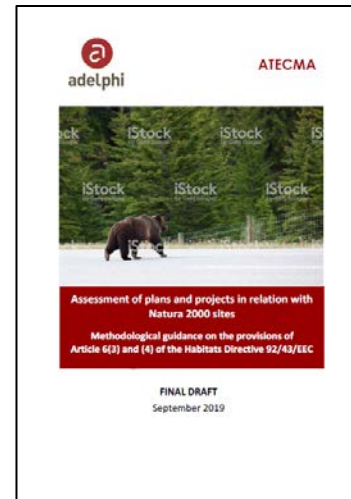 adelphi
ATECMA
iStock
iStock
iStock
iStock
iStock
iStock
Assessment of plans and projects in relation with
Natura 2000 sites
Methodological guidance on the provisions of
Article 6(3) and (4) of the Habitats Directive 92/43/EEC
FINAL DRAFT
September 2019